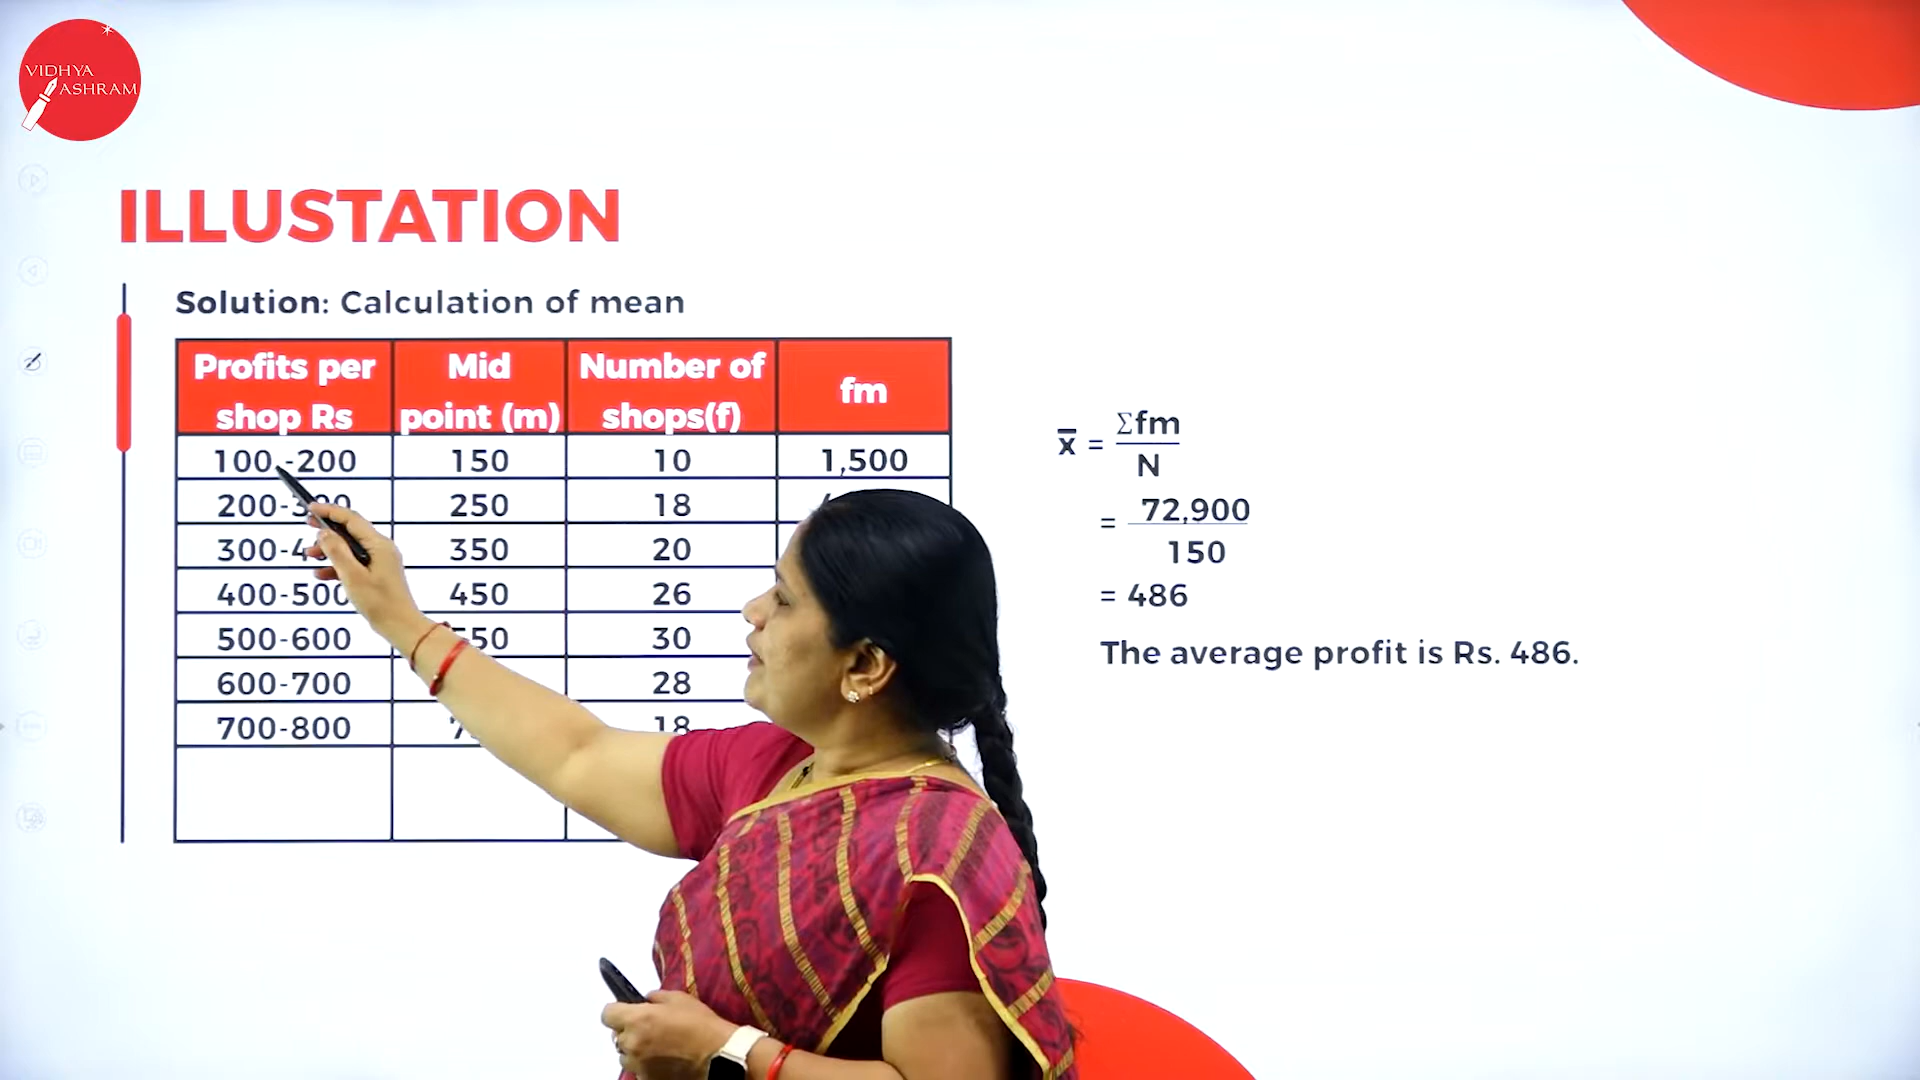 VIDHYA
ASHRAM
ILLUSTATION
Solution: Calculation of mean
Profits per shop Rs Mid point (m) Number of shops(f) fm
100 -200 150 10 1,500
250 18
350 20
400-500 450 26
500-600 30
600-700 28
700-800 18
x̄ = Σfm
N
= 72,900
150
= 486
The average profit is Rs. 486.